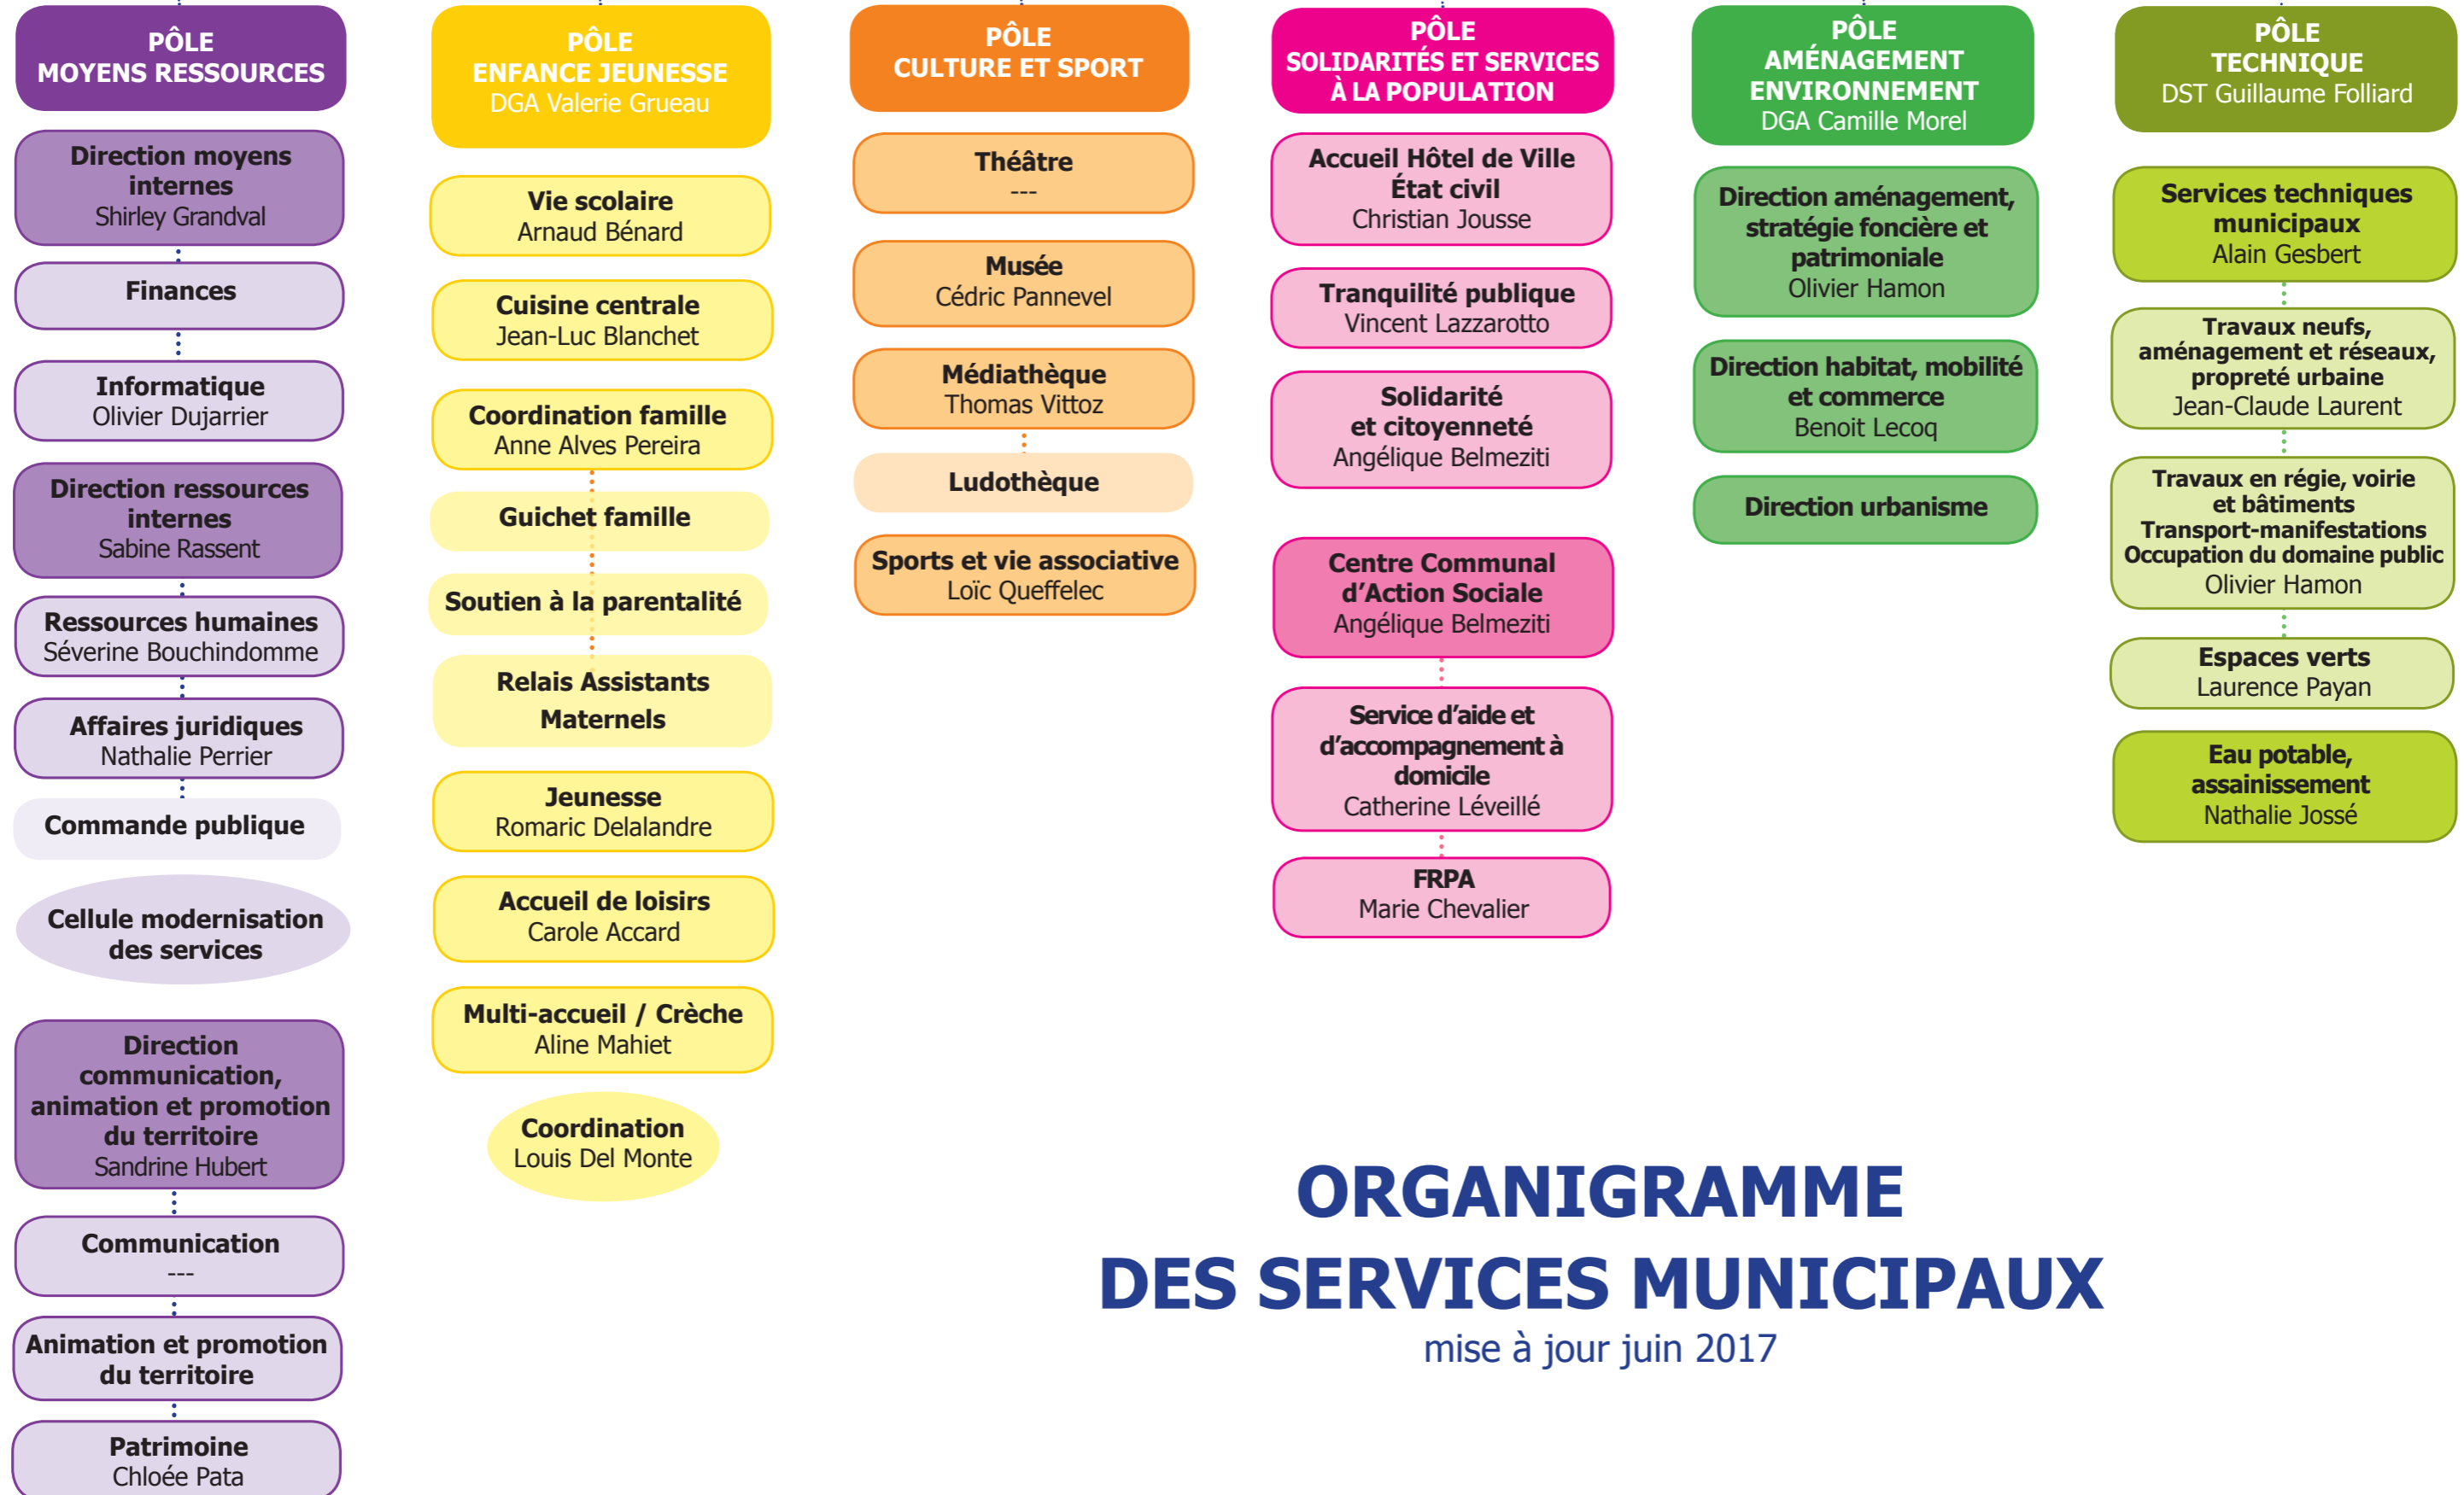 PÔLE
MOYENS RESSOURCES
Direction moyens
internes
Shirley Grandval
Finances
Informatique
Olivier Dujarrier
Direction ressources
internes
Sabine Rassent
Ressources humaines
Séverine Bouchindomme
Affaires juridiques
Nathalie Perrier
Commande publique
Cellule modernisation
des services
Direction
communication,
animation et promotion
du territoire
Sandrine Hubert
Communication
---
Animation et promotion
du territoire
Patrimoine
Chloée Pata
PÔLE
ENFANCE JEUNESSE
DGA Valerie Grueau
Vie scolaire
Arnaud Bénard
Cuisine centrale
Jean-Luc Blanchet
Coordination famille
Anne Alves Pereira
Guichet famille
Soutien à la parentalité
Relais Assistants
Maternels
Jeunesse
Romaric Delalandre
Accueil de loisirs
Carole Accard
Multi-accueil / Crèche
Aline Mahiet
Coordination
Louis Del Monte
PÔLE
CULTURE ET SPORT
Théâtre
---
Musée
Cédric Pannevel
Médiathèque
Thomas Vittoz
Ludothèque
Sports et vie associative
Loïc Queffelec
PÔLE
SOLIDARITÉS ET SERVICES
À LA POPULATION
Accueil Hôtel de Ville
État civil
Christian Jousse
Tranquilité publique
Vincent Lazzarotto
Solidarité
et citoyenneté
Angélique Belmeziti
Centre Communal
d'Action Sociale
Angélique Belmeziti
Service d'aide et
d'accompagnement à
domicile
Catherine Léveillé
FRPA
Marie Chevalier
PÔLE
AMÉNAGEMENT
ENVIRONNEMENT
DGA Camille Morel
Direction aménagement,
stratégie foncière et
patrimoniale
Olivier Hamon
Direction habitat, mobilité
et commerce
Benoit Lecoq
Direction urbanisme
PÔLE
TECHNIQUE
DST Guillaume Folliard
Services techniques
municipaux
Alain Gesbert
Travaux neufs,
aménagement et réseaux,
propreté urbaine
Jean-Claude Laurent
Travaux en régie, voirie
et bâtiments
Transport-manifestations
Occupation du domaine public
Olivier Hamon
Espaces verts
Laurence Payan
Eau potable,
assainissement
Nathalie Jossé
ORGANIGRAMME
DES SERVICES MUNICIPAUX
mise à jour juin 2017